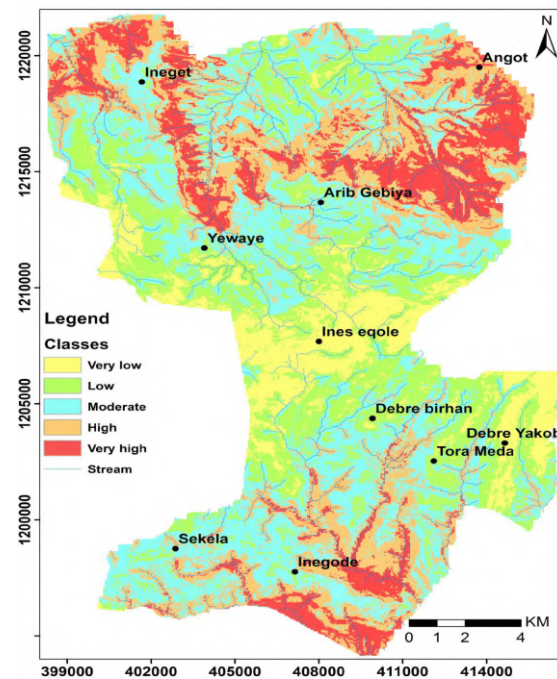 N
1220000
1215000
1210000
1205000
1200000
Ineget
Angot
Arib Gebiya
Yewaye
Ines eqole
Legend
Classes
Very low
Low
Moderate
High
Very high
Stream
Debre birhan
Debre Yakob
Tora Meda
Sekela
Inegode
KM
0 1 2 4
399000 402000 405000 408000 411000 414000